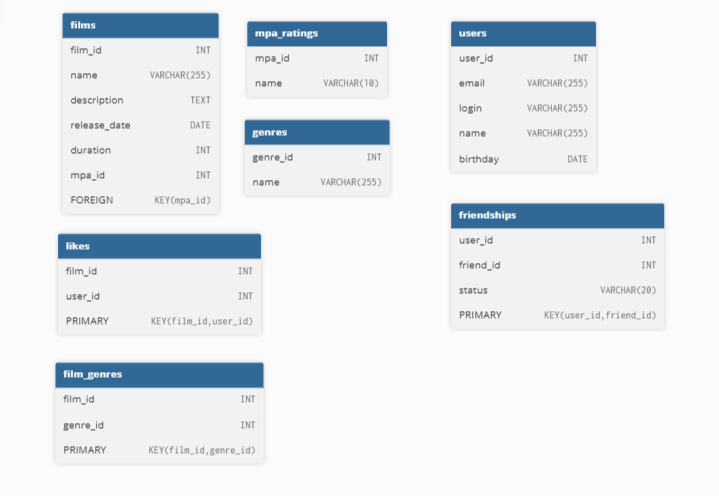 films
film_id INT
name VARCHAR(255)
description TEXT
release_date DATE
duration INT
mpa_id INT
FOREIGN KEY(mpa_id)
mpa_ratings
mpa_id INT
name VARCHAR(10)
genres
genre_id INT
name VARCHAR(255)
users
user_id INT
email VARCHAR(255)
login VARCHAR(255)
name VARCHAR(255)
birthday DATE
likes
film_id INT
user_id INT
PRIMARY KEY(film_id,user_id)
friendships
user_id INT
friend_id INT
status VARCHAR(20)
PRIMARY KEY(user_id,friend_id)
film_genres
film_id INT
genre_id INT
PRIMARY KEY(film_id,genre_id)